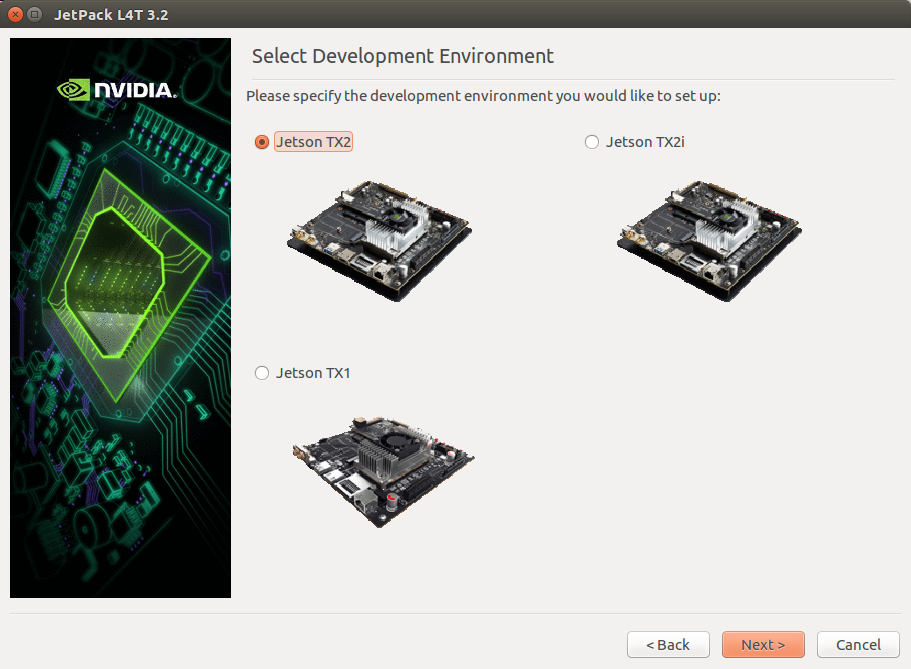 JetPack L4T 3.2
NVIDIA.
Select Development Environment
Please specify the development environment you would like to set up:
Jetson TX2
Jetson TX2i
Jetson TX1
< Back
Next >
Cancel